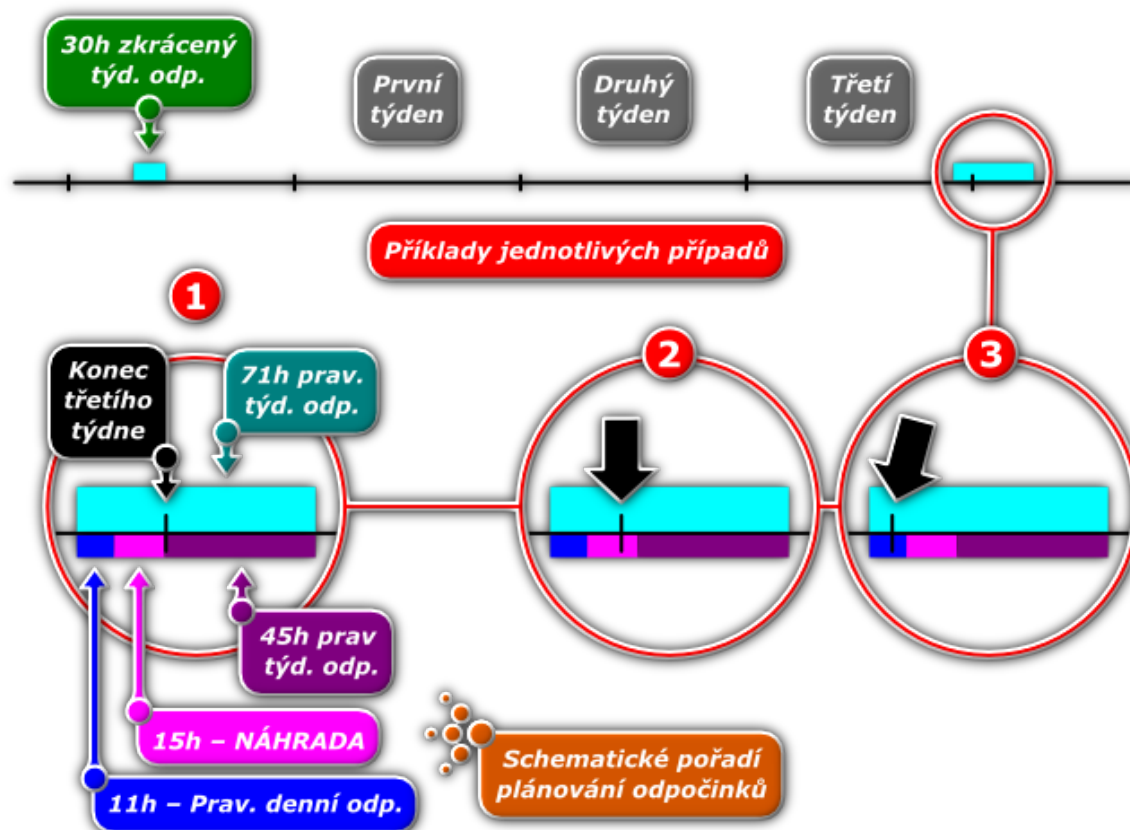 30h zkrácený
týd. odp.
První
týden
Druhý
týden
Třetí
týden
Příklady jednotlivých případů
1
2
3
Konec
třetího
týdne
71h prav.
týd. odp.
45h prav
týd. odp.
15h – NÁHRADA
11h – Prav. denní odp.
Schematické pořadí
plánování odpočinků